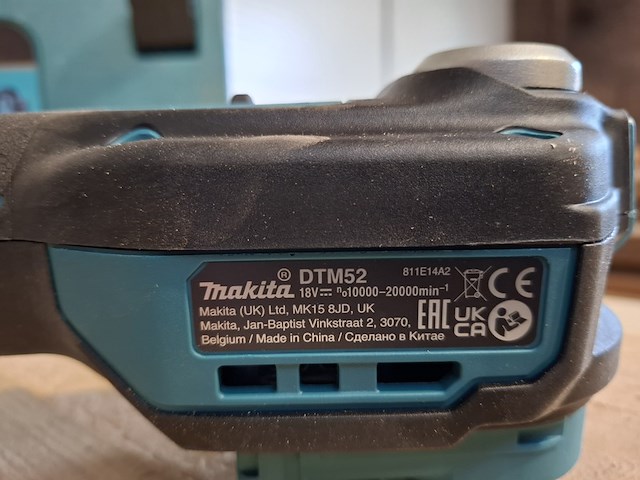 makita® DTM52 811E14A2
18V⎓ n₀10000-20000min⁻¹
Makita (UK) Ltd, MK15 8JD, UK
Makita, Jan-Baptist Vinkstraat 2, 3070,
Belgium / Made in China / Сделано в Китае
CE
EAC
UK
CA